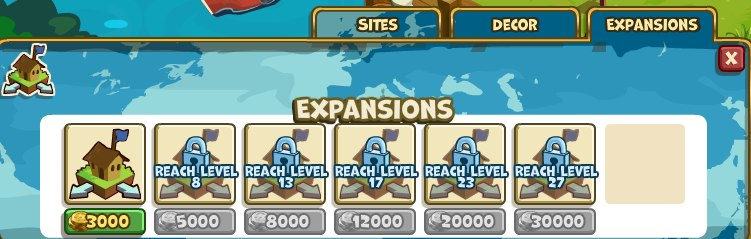 SITES DECOR EXPANSIONS
X
EXPANSIONS
REACH LEVEL 8
REACH LEVEL 13
REACH LEVEL 17
REACH LEVEL 23
REACH LEVEL 27
3000 5000 8000 12000 20000 30000